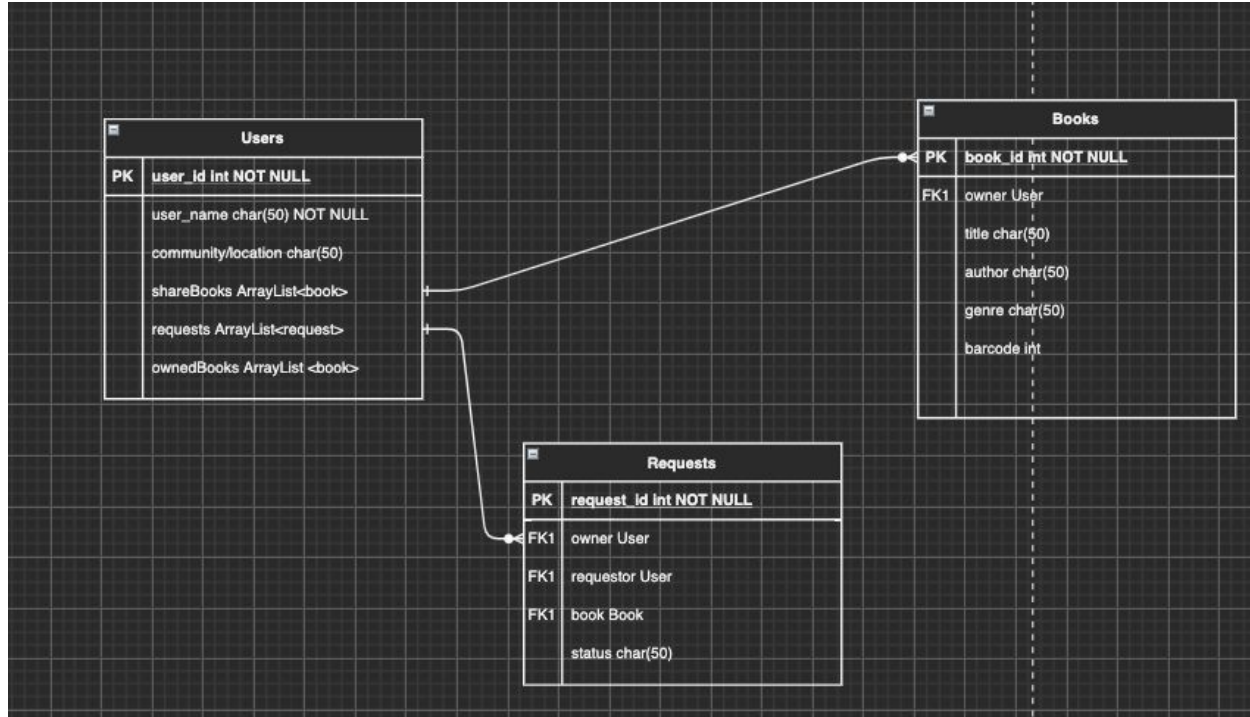 Users
PK user_id int NOT NULL
user_name char(50) NOT NULL
community/location char(50)
shareBooks ArrayList<book>
requests ArrayList<request>
ownedBooks ArrayList <book>
Books
PK book_id int NOT NULL
FK1 owner User
title char(50)
author char(50)
genre char(50)
barcode int
Requests
PK request_id int NOT NULL
FK1 owner User
FK1 requestor User
FK1 book Book
status char(50)